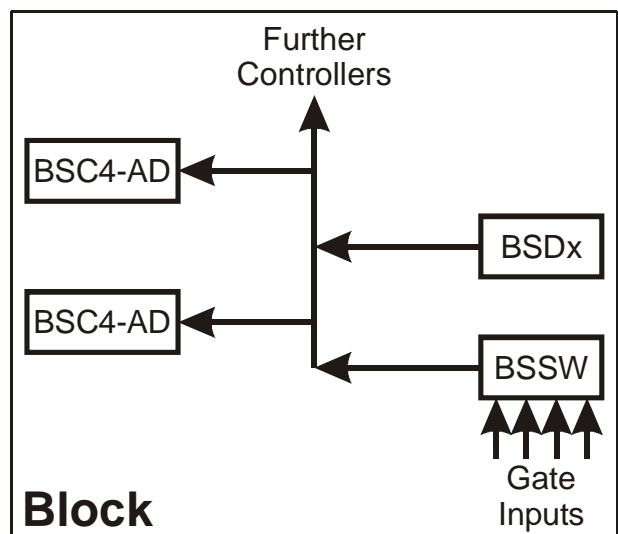 Further
Controllers
BSC4-AD
BSDx
BSC4-AD
BSSW
Gate
Inputs
Block